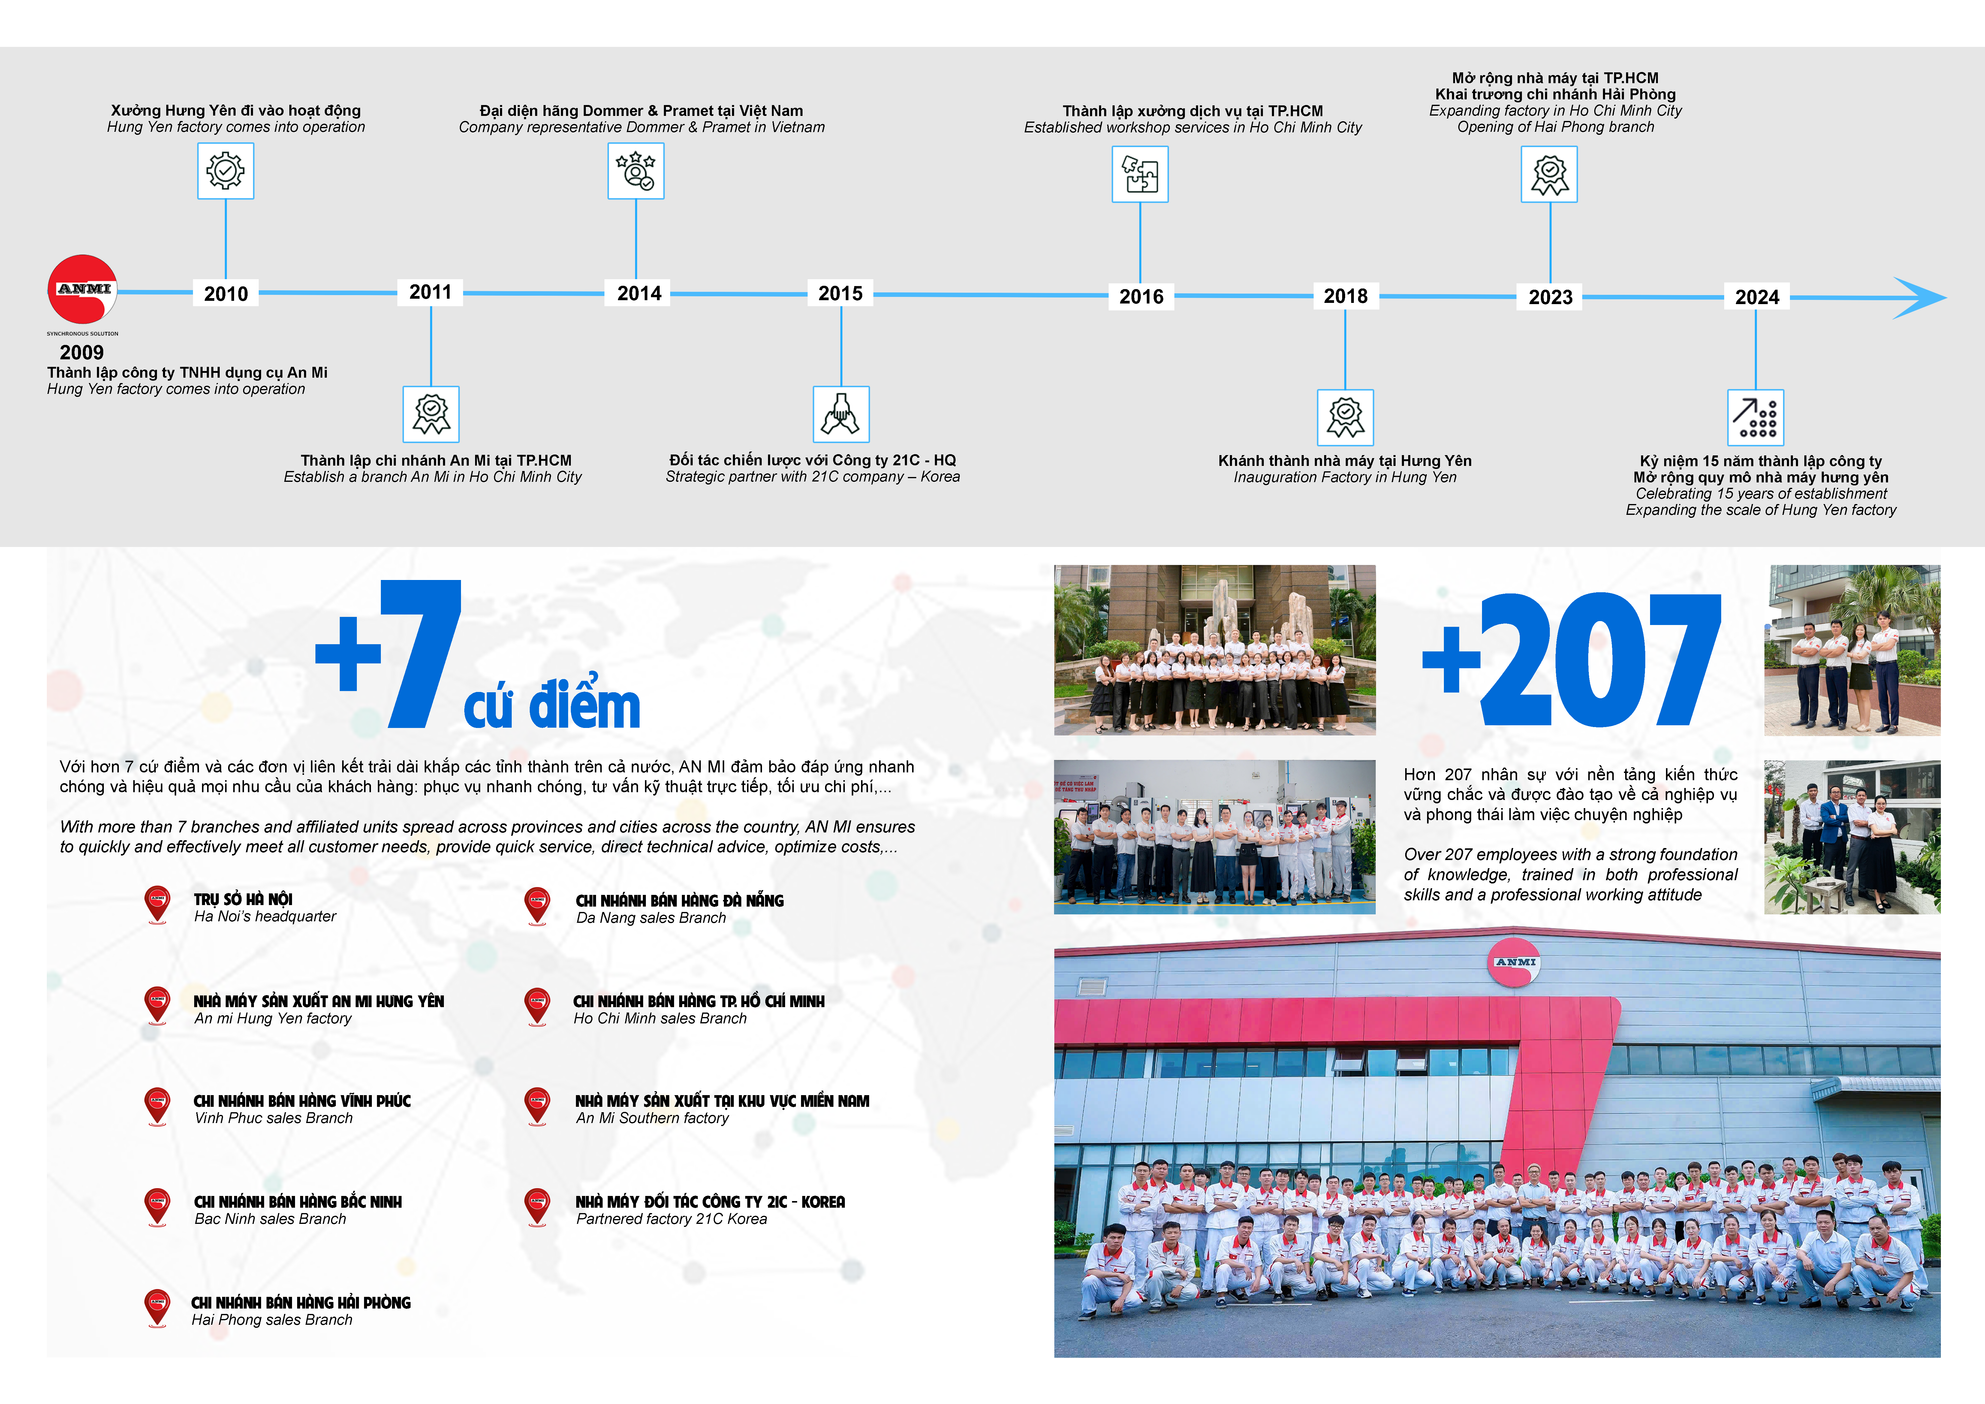 Xưởng Hưng Yên đi vào hoạt động
Hung Yen factory comes into operation
Đại diện hãng Dommer & Pramet tại Việt Nam
Company representative Dommer & Pramet in Vietnam
Thành lập xưởng dịch vụ tại TP.HCM
Established workshop services in Ho Chi Minh City
Mở rộng nhà máy tại TP.HCM
Khai trương chi nhánh Hải Phòng
Expanding factory in Ho Chi Minh City
Opening of Hai Phong branch
ANMI
SYNCHRONOUS SOLUTION
2009
Thành lập công ty TNHH dụng cụ An Mi
Hung Yen factory comes into operation
2010
2011
2014
2015
2016
2018
2023
2024
Thành lập chi nhánh An Mi tại TP.HCM
Establish a branch An Mi in Ho Chi Minh City
Đối tác chiến lược với Công ty 21C - HQ
Strategic partner with 21C company – Korea
Khánh thành nhà máy tại Hưng Yên
Inauguration Factory in Hung Yen
Kỷ niệm 15 năm thành lập công ty
Mở rộng quy mô nhà máy hưng yên
Celebrating 15 years of establishment
Expanding the scale of Hung Yen factory
+7 cứ điểm
Với hơn 7 cứ điểm và các đơn vị liên kết trải dài khắp các tỉnh thành trên cả nước, AN MI đảm bảo đáp ứng nhanh
chóng và hiệu quả mọi nhu cầu của khách hàng: phục vụ nhanh chóng, tư vấn kỹ thuật trực tiếp, tối ưu chi phí,...
With more than 7 branches and affiliated units spread across provinces and cities across the country, AN MI ensures
to quickly and effectively meet all customer needs, provide quick service, direct technical advice, optimize costs,...
TRỤ SỞ HÀ NỘI
Ha Noi's headquarter
NHÀ MÁY SẢN XUẤT AN MI HƯNG YÊN
An mi Hung Yen factory
CHI NHÁNH BÁN HÀNG VĨNH PHÚC
Vinh Phuc sales Branch
CHI NHÁNH BÁN HÀNG BẮC NINH
Bac Ninh sales Branch
CHI NHÁNH BÁN HÀNG HẢI PHÒNG
Hai Phong sales Branch
CHI NHÁNH BÁN HÀNG ĐÀ NẴNG
Da Nang sales Branch
CHI NHÁNH BÁN HÀNG TP. HỒ CHÍ MINH
Ho Chi Minh sales Branch
NHÀ MÁY SẢN XUẤT TẠI KHU VỰC MIỀN NAM
An Mi Southern factory
NHÀ MÁY ĐỐI TÁC CÔNG TY 21C - KOREA
Partnered factory 21C Korea
+207
Hơn 207 nhân sự với nền tảng kiến thức
vững chắc và được đào tạo về cả nghiệp vụ
và phong thái làm việc chuyện nghiệp
Over 207 employees with a strong foundation
of knowledge, trained in both professional
skills and a professional working attitude
ANMI